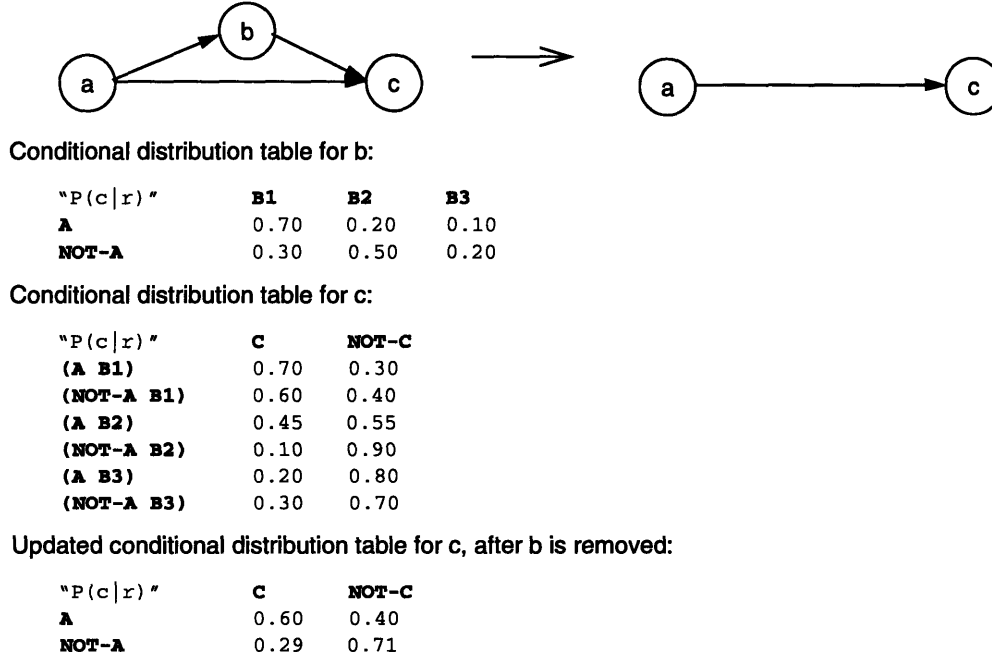 b
a c
a c
Conditional distribution table for b:
"P(c|r)" B1 B2 B3
A 0.70 0.20 0.10
NOT-A 0.30 0.50 0.20
Conditional distribution table for c:
"P(c|r)" C NOT-C
(A B1) 0.70 0.30
(NOT-A B1) 0.60 0.40
(A B2) 0.45 0.55
(NOT-A B2) 0.10 0.90
(A B3) 0.20 0.80
(NOT-A B3) 0.30 0.70
Updated conditional distribution table for c, after b is removed:
"P(c|r)" C NOT-C
A 0.60 0.40
NOT-A 0.29 0.71